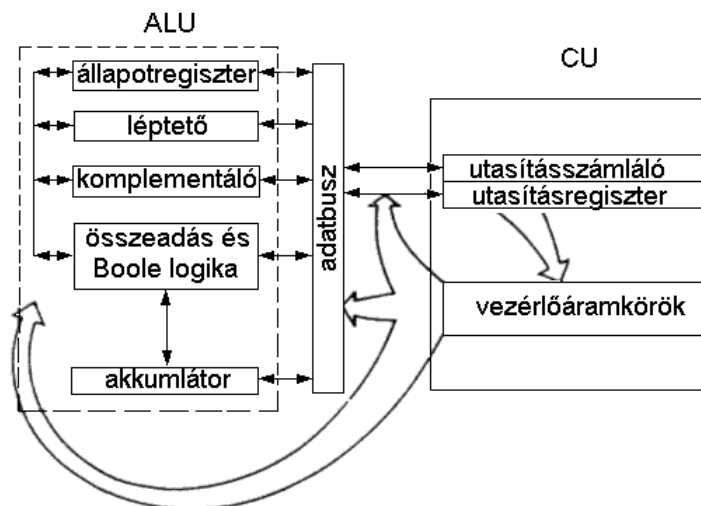 ALU
állapotregiszter
léptető
komplementáló
összeadás és
Boole logika
akkumlátor
adatbusz
CU
utasításszámláló
utasításregiszter
vezérlőáramkörök